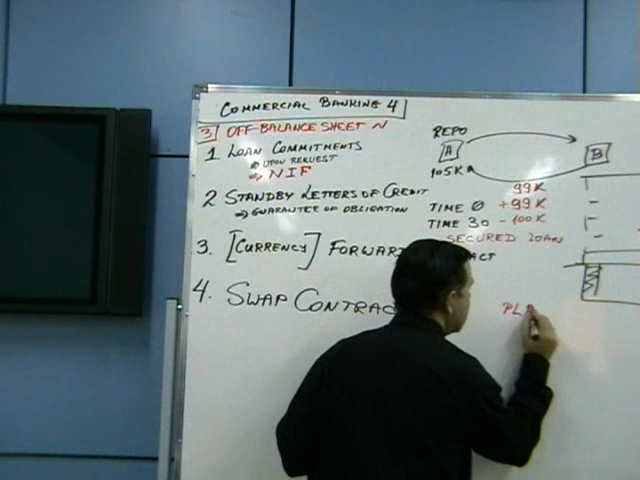 COMMERCIAL BANKING 4
3 OFF-BALANCE SHEET N
1 LOAN COMMITMENTS
UPON REQUEST
NIF
2 STANDBY LETTERS OF CREDIT
GUARANTEE OF OBLIGATION
3. [CURRENCY] FORWAR
ACT
4. SWAP CONTRAC
REPO
A
B
105K
99K
TIME 0 +99K
TIME 30 -100K
SECURED LOAN
PL